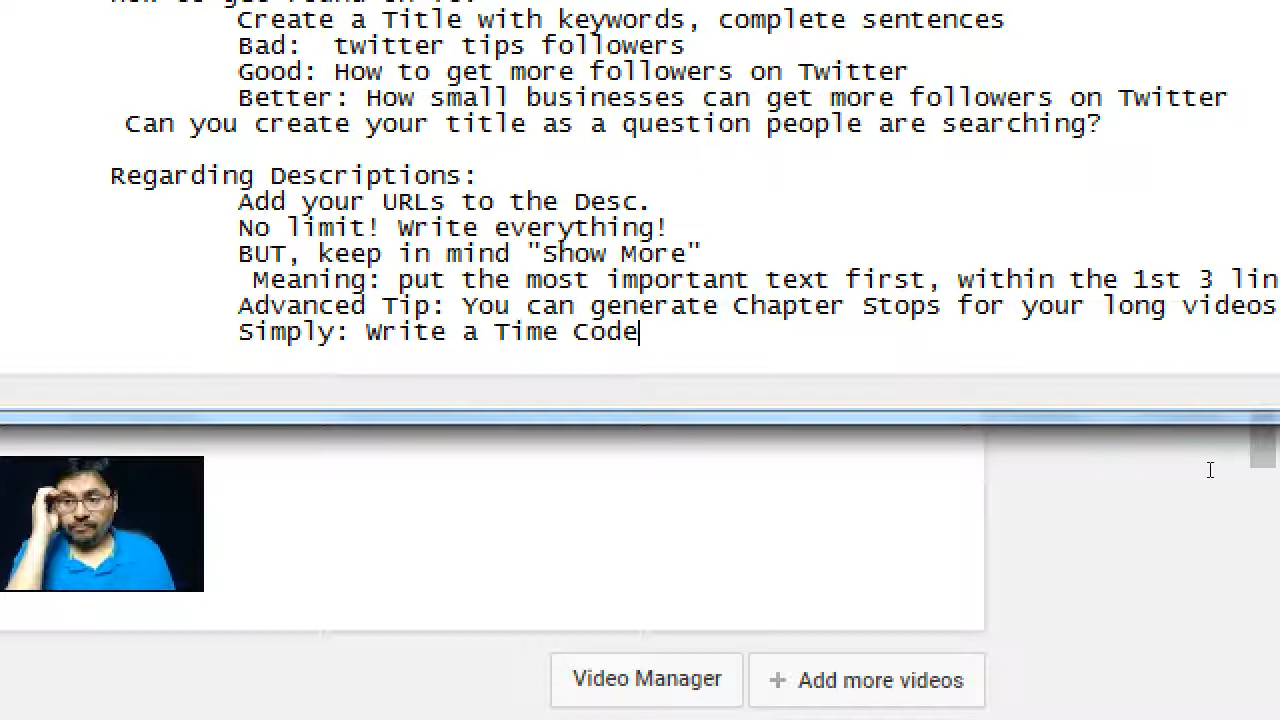 Create a Title with keywords, complete sentences
Bad:  twitter tips followers
Good: How to get more followers on Twitter
Better: How small businesses can get more followers on Twitter
Can you create your title as a question people are searching?
Regarding Descriptions:
Add your URLs to the Desc.
No limit! Write everything!
BUT, keep in mind "Show More"
Meaning: put the most important text first, within the 1st 3 lin
Advanced Tip: You can generate Chapter Stops for your long videos
Simply: Write a Time Code
Video Manager
+ Add more videos